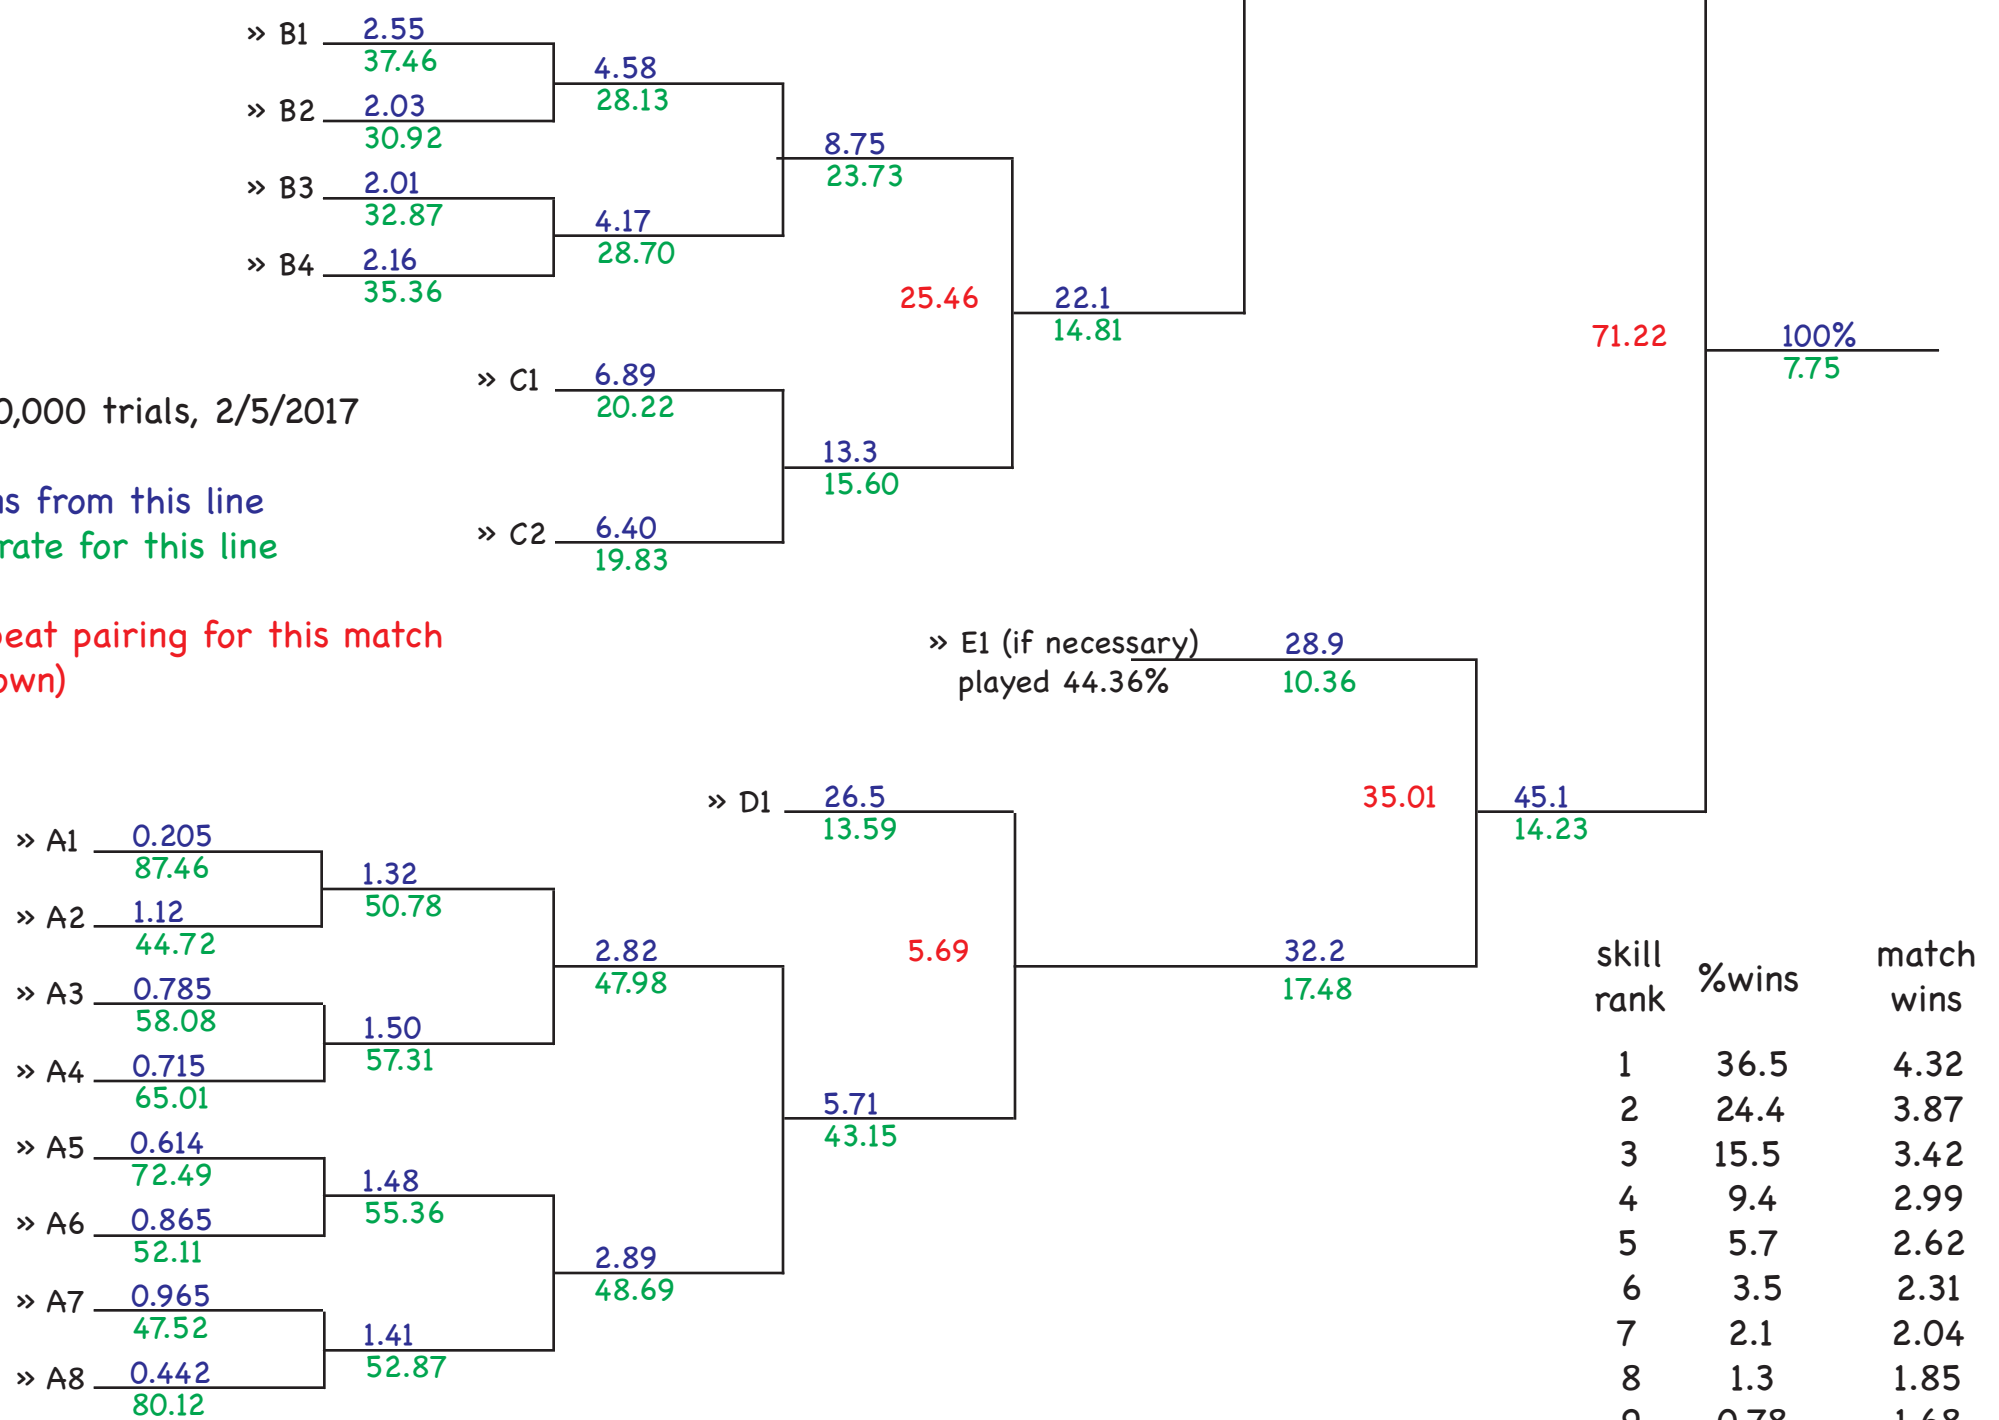 » B1 2.55
37.46
4.58
28.13
» B2 2.03
30.92
8.75
23.73
» B3 2.01
32.87
4.17
28.70
» B4 2.16
35.36
25.46
22.1
14.81
71.22
100%
7.75
» C1 6.89
20.22
0,000 trials, 2/5/2017
13.3
15.60
s from this line
» C2 6.40
19.83
rate for this line
eat pairing for this match
own)
» E1 (if necessary) 28.9
played 44.36% 10.36
» D1 26.5
13.59
35.01
45.1
14.23
» A1 0.205
87.46
1.32
50.78
» A2 1.12
44.72
2.82
47.98
5.69
32.2
17.48
» A3 0.785
58.08
1.50
57.31
» A4 0.715
65.01
5.71
43.15
» A5 0.614
72.49
1.48
55.36
» A6 0.865
52.11
2.89
48.69
» A7 0.965
47.52
1.41
52.87
» A8 0.442
80.12
skill rank %wins match wins
1 36.5 4.32
2 24.4 3.87
3 15.5 3.42
4 9.4 2.99
5 5.7 2.62
6 3.5 2.31
7 2.1 2.04
8 1.3 1.85
9 0.78 1.68